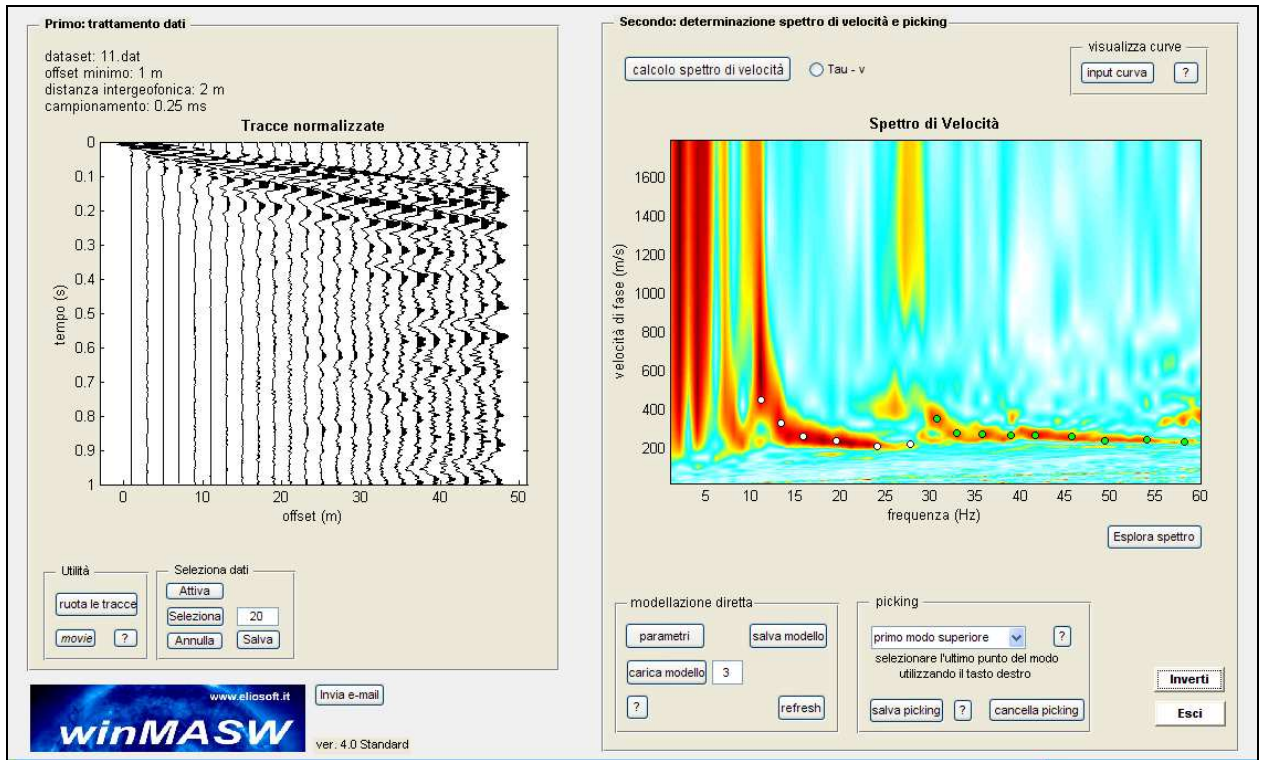 Primo: trattamento dati
dataset: 11.dat
offset minimo: 1 m
distanza intergeofonica: 2 m
campionamento: 0.25 ms
Tracce normalizzate
0
0.1
0.2
0.3
0.4
0.5
0.6
0.7
0.8
0.9
1
tempo (s)
0 10 20 30 40 50
offset (m)
Utilità
ruota le tracce
movie ?
Seleziona dati
Attiva
Seleziona 20
Annulla Salva
www.eliosoft.it
winMASW
Invia e-mail
ver. 4.0 Standard
Secondo: determinazione spettro di velocità e picking
calcolo spettro di velocità Tau - v
visualizza curve
input curva ?
Spettro di Velocità
1600
1400
1200
1000
800
600
400
200
velocità di fase (m/s)
5 10 15 20 25 30 35 40 45 50 55 60
frequenza (Hz)
Esplora spettro
modellazione diretta
parametri salva modello
carica modello 3
? refresh
picking
primo modo superiore ?
selezionare l'ultimo punto del modo
utilizzando il tasto destro
salva picking ? cancella picking
Inverti
Esci